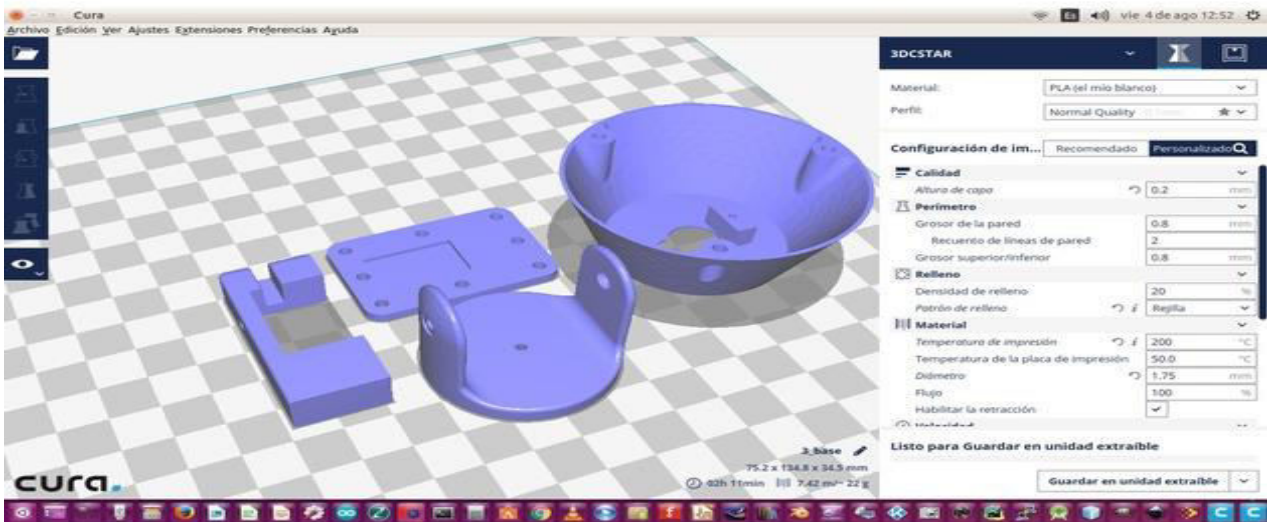 Cura
Es
vie 4 de ago 12:52
Archivo Edición Ver Ajustes Extensiones Preferencias Ayuda
3DCSTAR
Material:
PLA (el mio blanco)
Perfil:
Normal Quality
Configuración de im...
Recomendado
Personalizado
Calidad
Altura de capa
0.2
mm
Perímetro
Grosor de la pared
0.8
mm
Recuento de líneas de pared
2
Grosor superior/inferior
0.8
mm
Relleno
Densidad de relleno
20
%
Patrón de relleno
i
Rejilla
Material
Temperatura de impresión
i
200
°C
Temperatura de la placa de impresión
50.0
°C
Diámetro
1.75
mm
Flujo
100
%
Habilitar la retracción
Velocidad
3_base
75.2 x 134.8 x 34.5 mm
02h 11min
7.42 m/~ 22 g
Listo para Guardar en unidad extraíble
Guardar en unidad extraíble
cura.